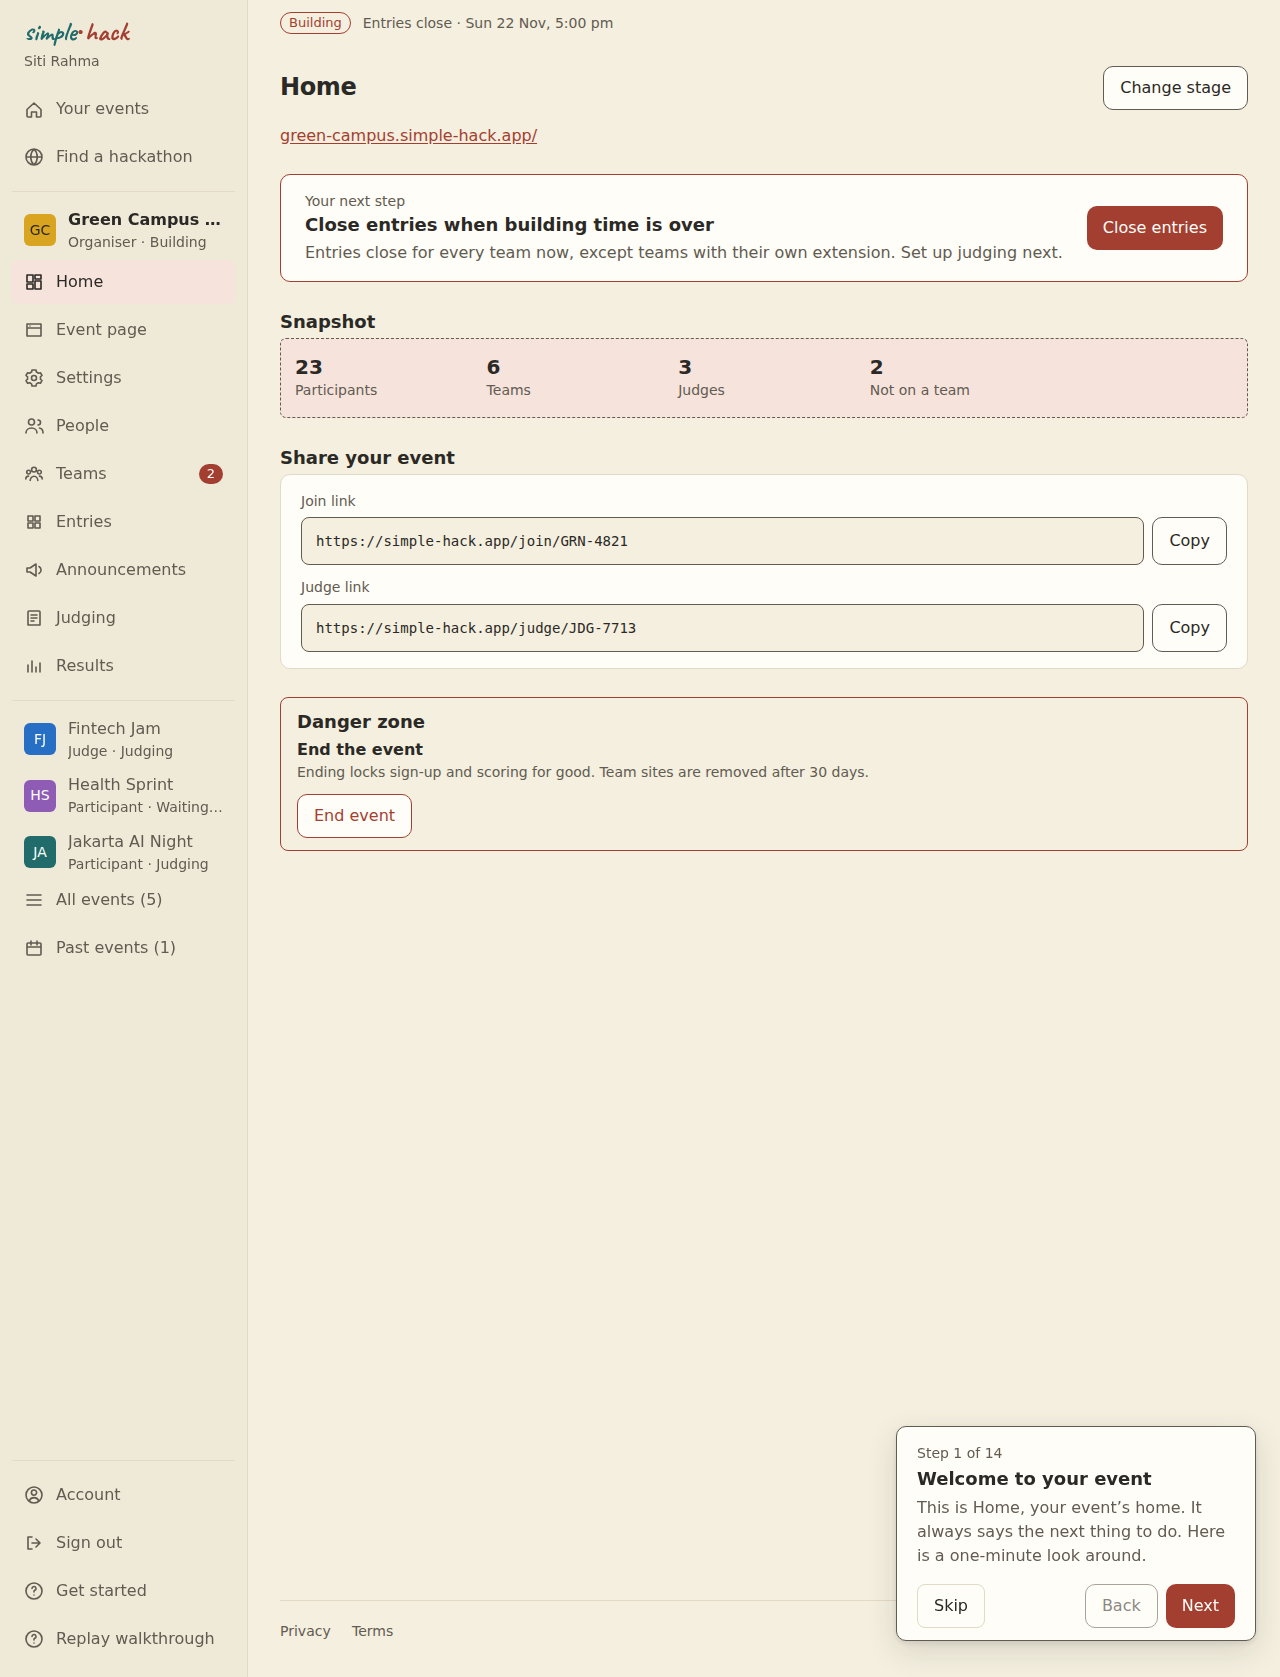 simple·hack
Siti Rahma
Your events
Find a hackathon
GC
Green Campus ...
Organiser · Building
Home
Event page
Settings
People
Teams
2
Entries
Announcements
Judging
Results
FJ
Fintech Jam
Judge · Judging
HS
Health Sprint
Participant · Waiting...
JA
Jakarta AI Night
Participant · Judging
All events (5)
Past events (1)
Account
Sign out
Get started
Replay walkthrough
Building
Entries close · Sun 22 Nov, 5:00 pm
Home
Change stage
green-campus.simple-hack.app/
Your next step
Close entries when building time is over
Entries close for every team now, except teams with their own extension. Set up judging next.
Close entries
Snapshot
23
Participants
6
Teams
3
Judges
2
Not on a team
Share your event
Join link
https://simple-hack.app/join/GRN-4821
Copy
Judge link
https://simple-hack.app/judge/JDG-7713
Copy
Danger zone
End the event
Ending locks sign-up and scoring for good. Team sites are removed after 30 days.
End event
Step 1 of 14
Welcome to your event
This is Home, your event’s home. It
always says the next thing to do. Here
is a one-minute look around.
Skip
Back
Next
Privacy
Terms